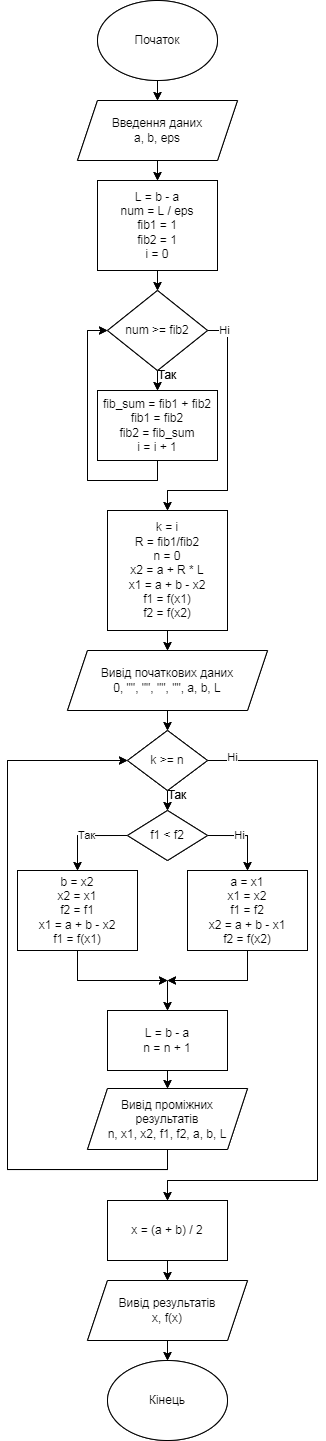 Початок
Введення даних
a, b, eps
L = b - a
num = L / eps
fib1 = 1
fib2 = 1
i = 0
num >= fib2
Ні
Так
fib_sum = fib1 + fib2
fib1 = fib2
fib2 = fib_sum
i = i + 1
k = i
R = fib1/fib2
n = 0
x2 = a + R * L
x1 = a + b - x2
f1 = f(x1)
f2 = f(x2)
Вивід початкових даних
0, "", "", "", "", a, b, L
k >= n
Ні
Так
f1 < f2
Так
Ні
b = x2
x2 = x1
f2 = f1
x1 = a + b - x2
f1 = f(x1)
a = x1
x1 = x2
f1 = f2
x2 = a + b - x1
f2 = f(x2)
L = b - a
n = n + 1
Вивід проміжних
результатів
n, x1, x2, f1, f2, a, b, L
x = (a + b) / 2
Вивід результатів
x, f(x)
Кінець